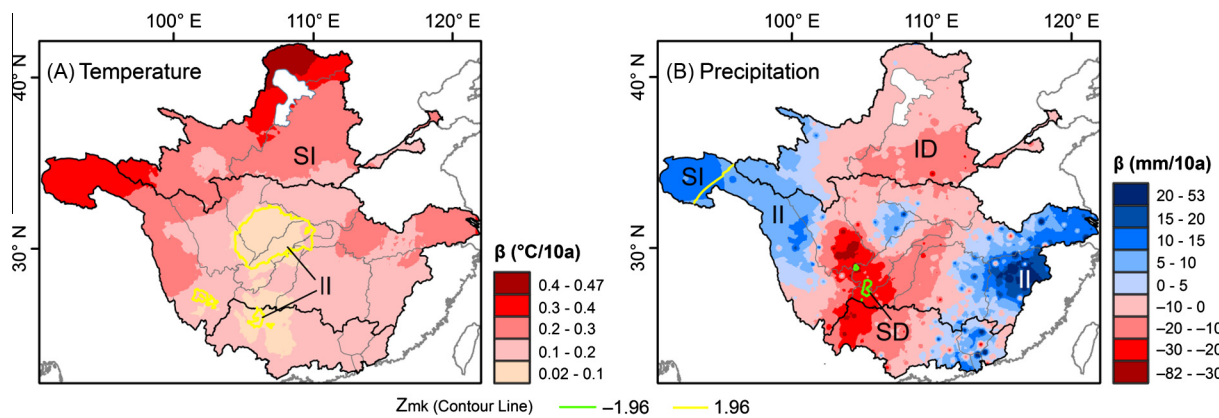 100° E 110° E 120° E
(A) Temperature
40° N
30° N
SI
II
β (°C/10a)
0.4 - 0.47
0.3 - 0.4
0.2 - 0.3
0.1 - 0.2
0.02 - 0.1
100° E 110° E 120° E
(B) Precipitation
40° N
30° N
ID
SI
II
II
SD
β (mm/10a)
20 - 53
15 - 20
10 - 15
5 - 10
0 - 5
–10 - 0
–20 - –10
–30 - –20
–82 - –30
Zmk (Contour Line) –1.96 1.96